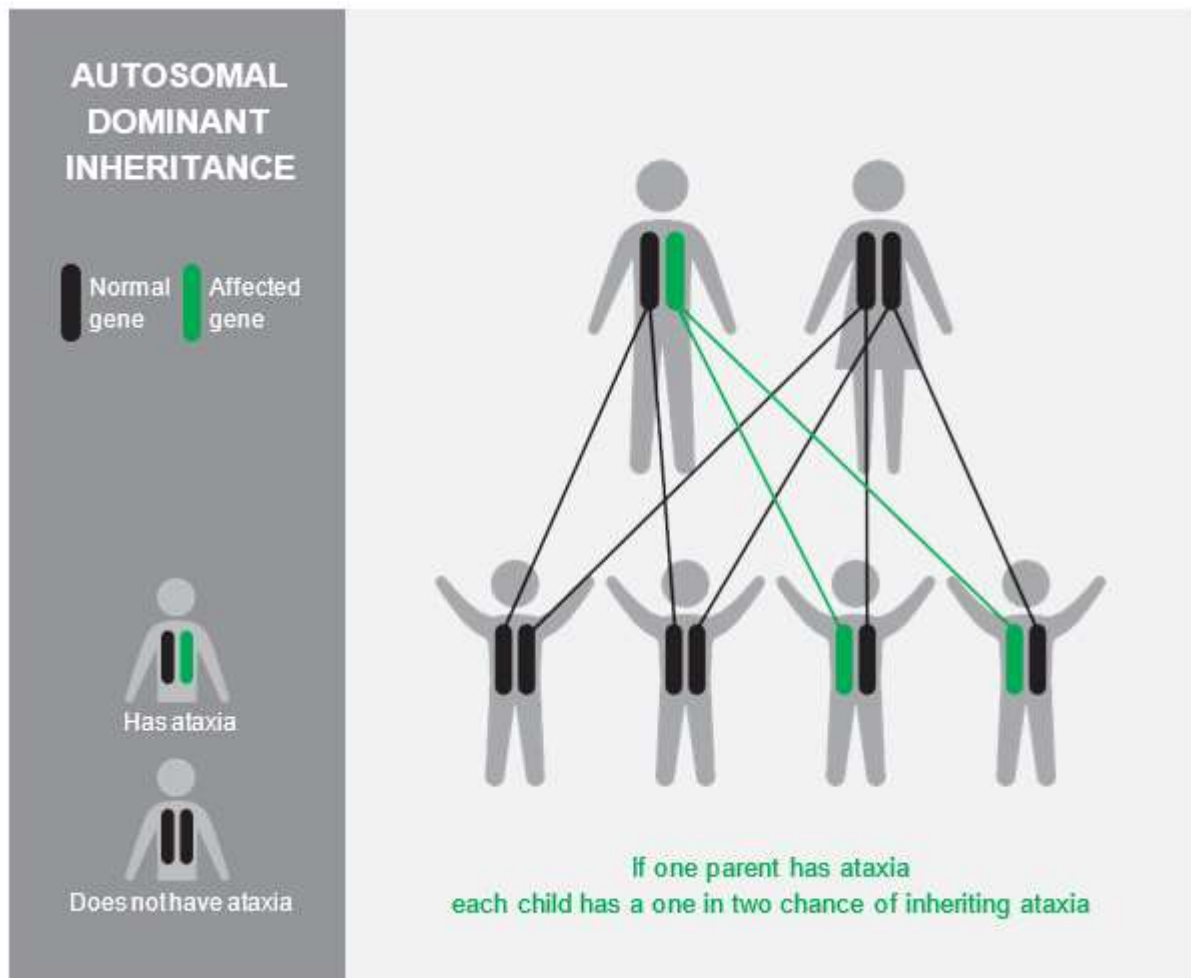 AUTOSOMAL
DOMINANT
INHERITANCE
Normal
gene
Affected
gene
Has ataxia
Does not have ataxia
If one parent has ataxia
each child has a one in two chance of inheriting ataxia